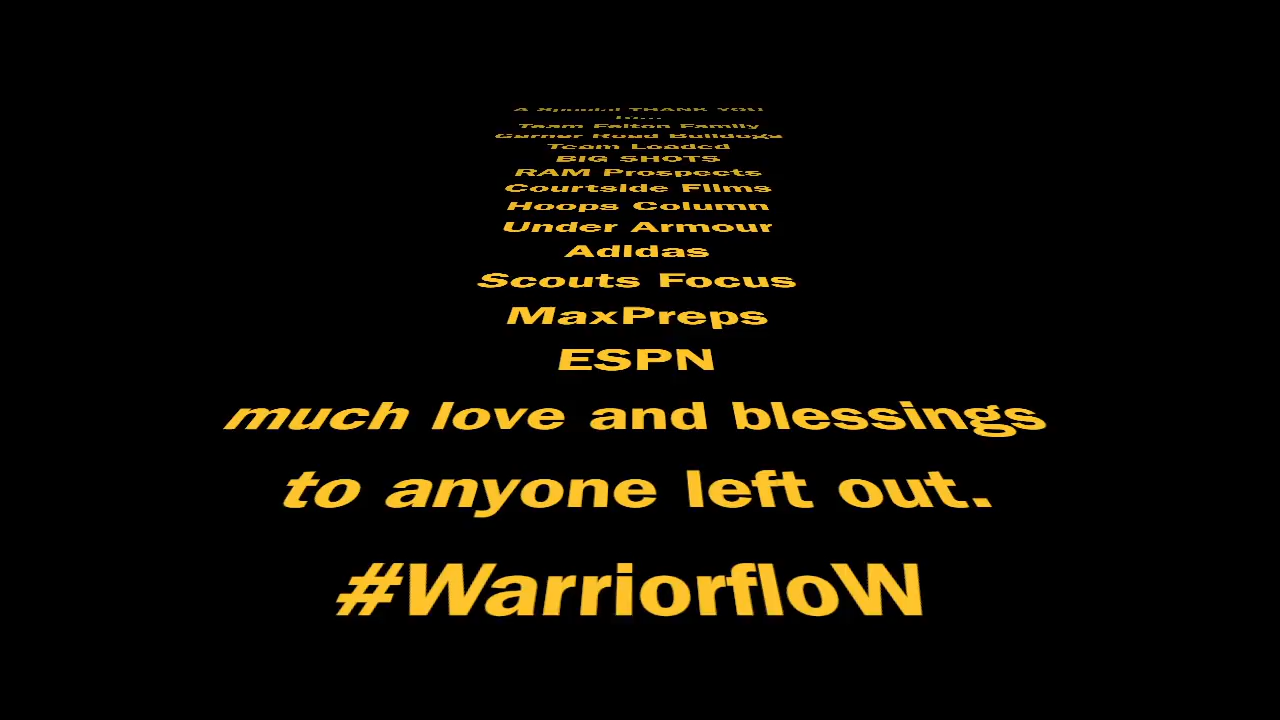 A Special THANK YOU
to...
Team Felton Family
Garner Road Bulldogs
Team Loaded
BIG SHOTS
RAM Prospects
Courtside Films
Hoops Column
Under Armour
Adidas
Scouts Focus
MaxPreps
ESPN
much love and blessings
to anyone left out.
#WarriorfloW